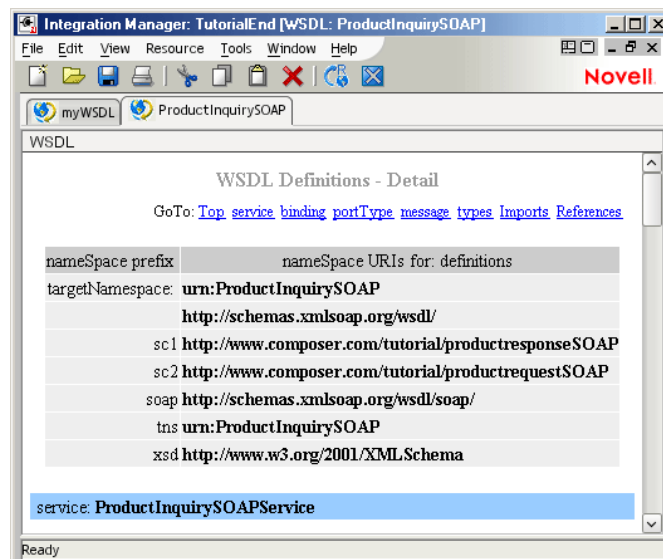 Integration Manager: TutorialEnd [WSDL: ProductInquirySOAP]
File Edit View Resource Tools Window Help
Novell
myWSDL ProductInquirySOAP
WSDL
WSDL Definitions - Detail
GoTo: Top service binding portType message types Imports References
nameSpace prefix nameSpace URIs for: definitions
targetNamespace: urn:ProductInquirySOAP
http://schemas.xmlsoap.org/wsdl/
sc1 http://www.composer.com/tutorial/productresponseSOAP
sc2 http://www.composer.com/tutorial/productrequestSOAP
soap http://schemas.xmlsoap.org/wsdl/soap/
tns urn:ProductInquirySOAP
xsd http://www.w3.org/2001/XMLSchema
service: ProductInquirySOAPService
Ready